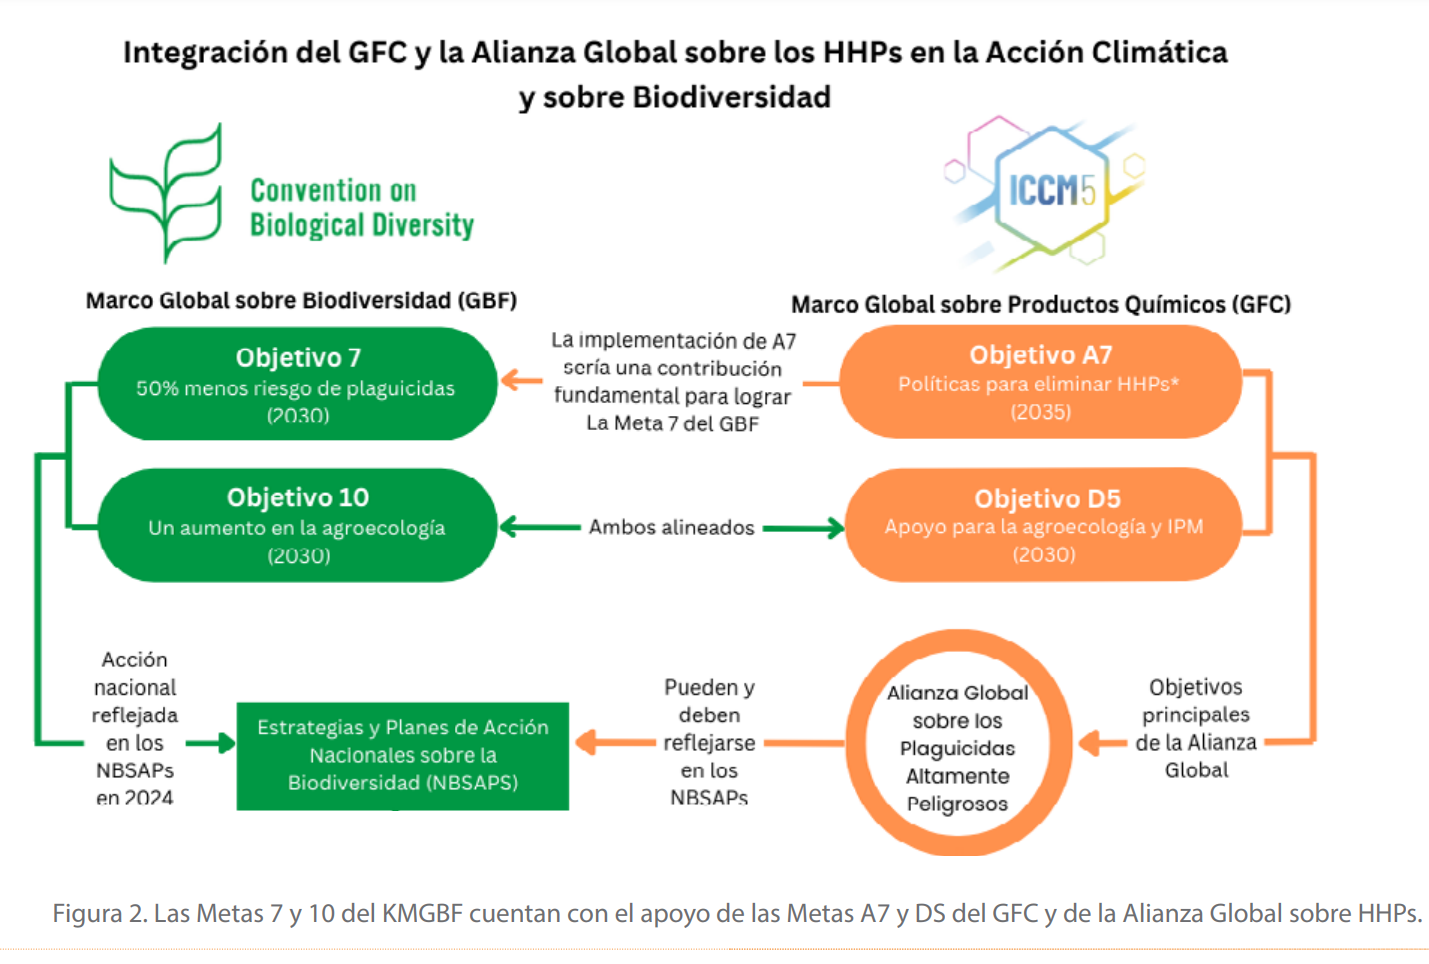 Integración del GFC y la Alianza Global sobre los HHPs en la Acción Climática
y sobre Biodiversidad
Convention on
Biological Diversity
ICCM5
Marco Global sobre Biodiversidad (GBF)
Marco Global sobre Productos Químicos (GFC)
Objetivo 7
50% menos riesgo de plaguicidas
(2030)
La implementación de A7
sería una contribución
fundamental para lograr
La Meta 7 del GBF
Objetivo A7
Políticas para eliminar HHPs*
(2035)
Objetivo 10
Un aumento en la agroecología
(2030)
Ambos alineados
Objetivo D5
Apoyo para la agroecología y IPM
(2030)
Acción
nacional
reflejada
en los
NBSAPs
en 2024
Estrategias y Planes de Acción
Nacionales sobre la
Biodiversidad (NBSAPS)
Pueden y
deben
reflejarse
en los
NBSAPs
Alianza Global
sobre los
Plaguicidas
Altamente
Peligrosos
Objetivos
principales
de la Alianza
Global
Figura 2. Las Metas 7 y 10 del KMGBF cuentan con el apoyo de las Metas A7 y DS del GFC y de la Alianza Global sobre HHPs.